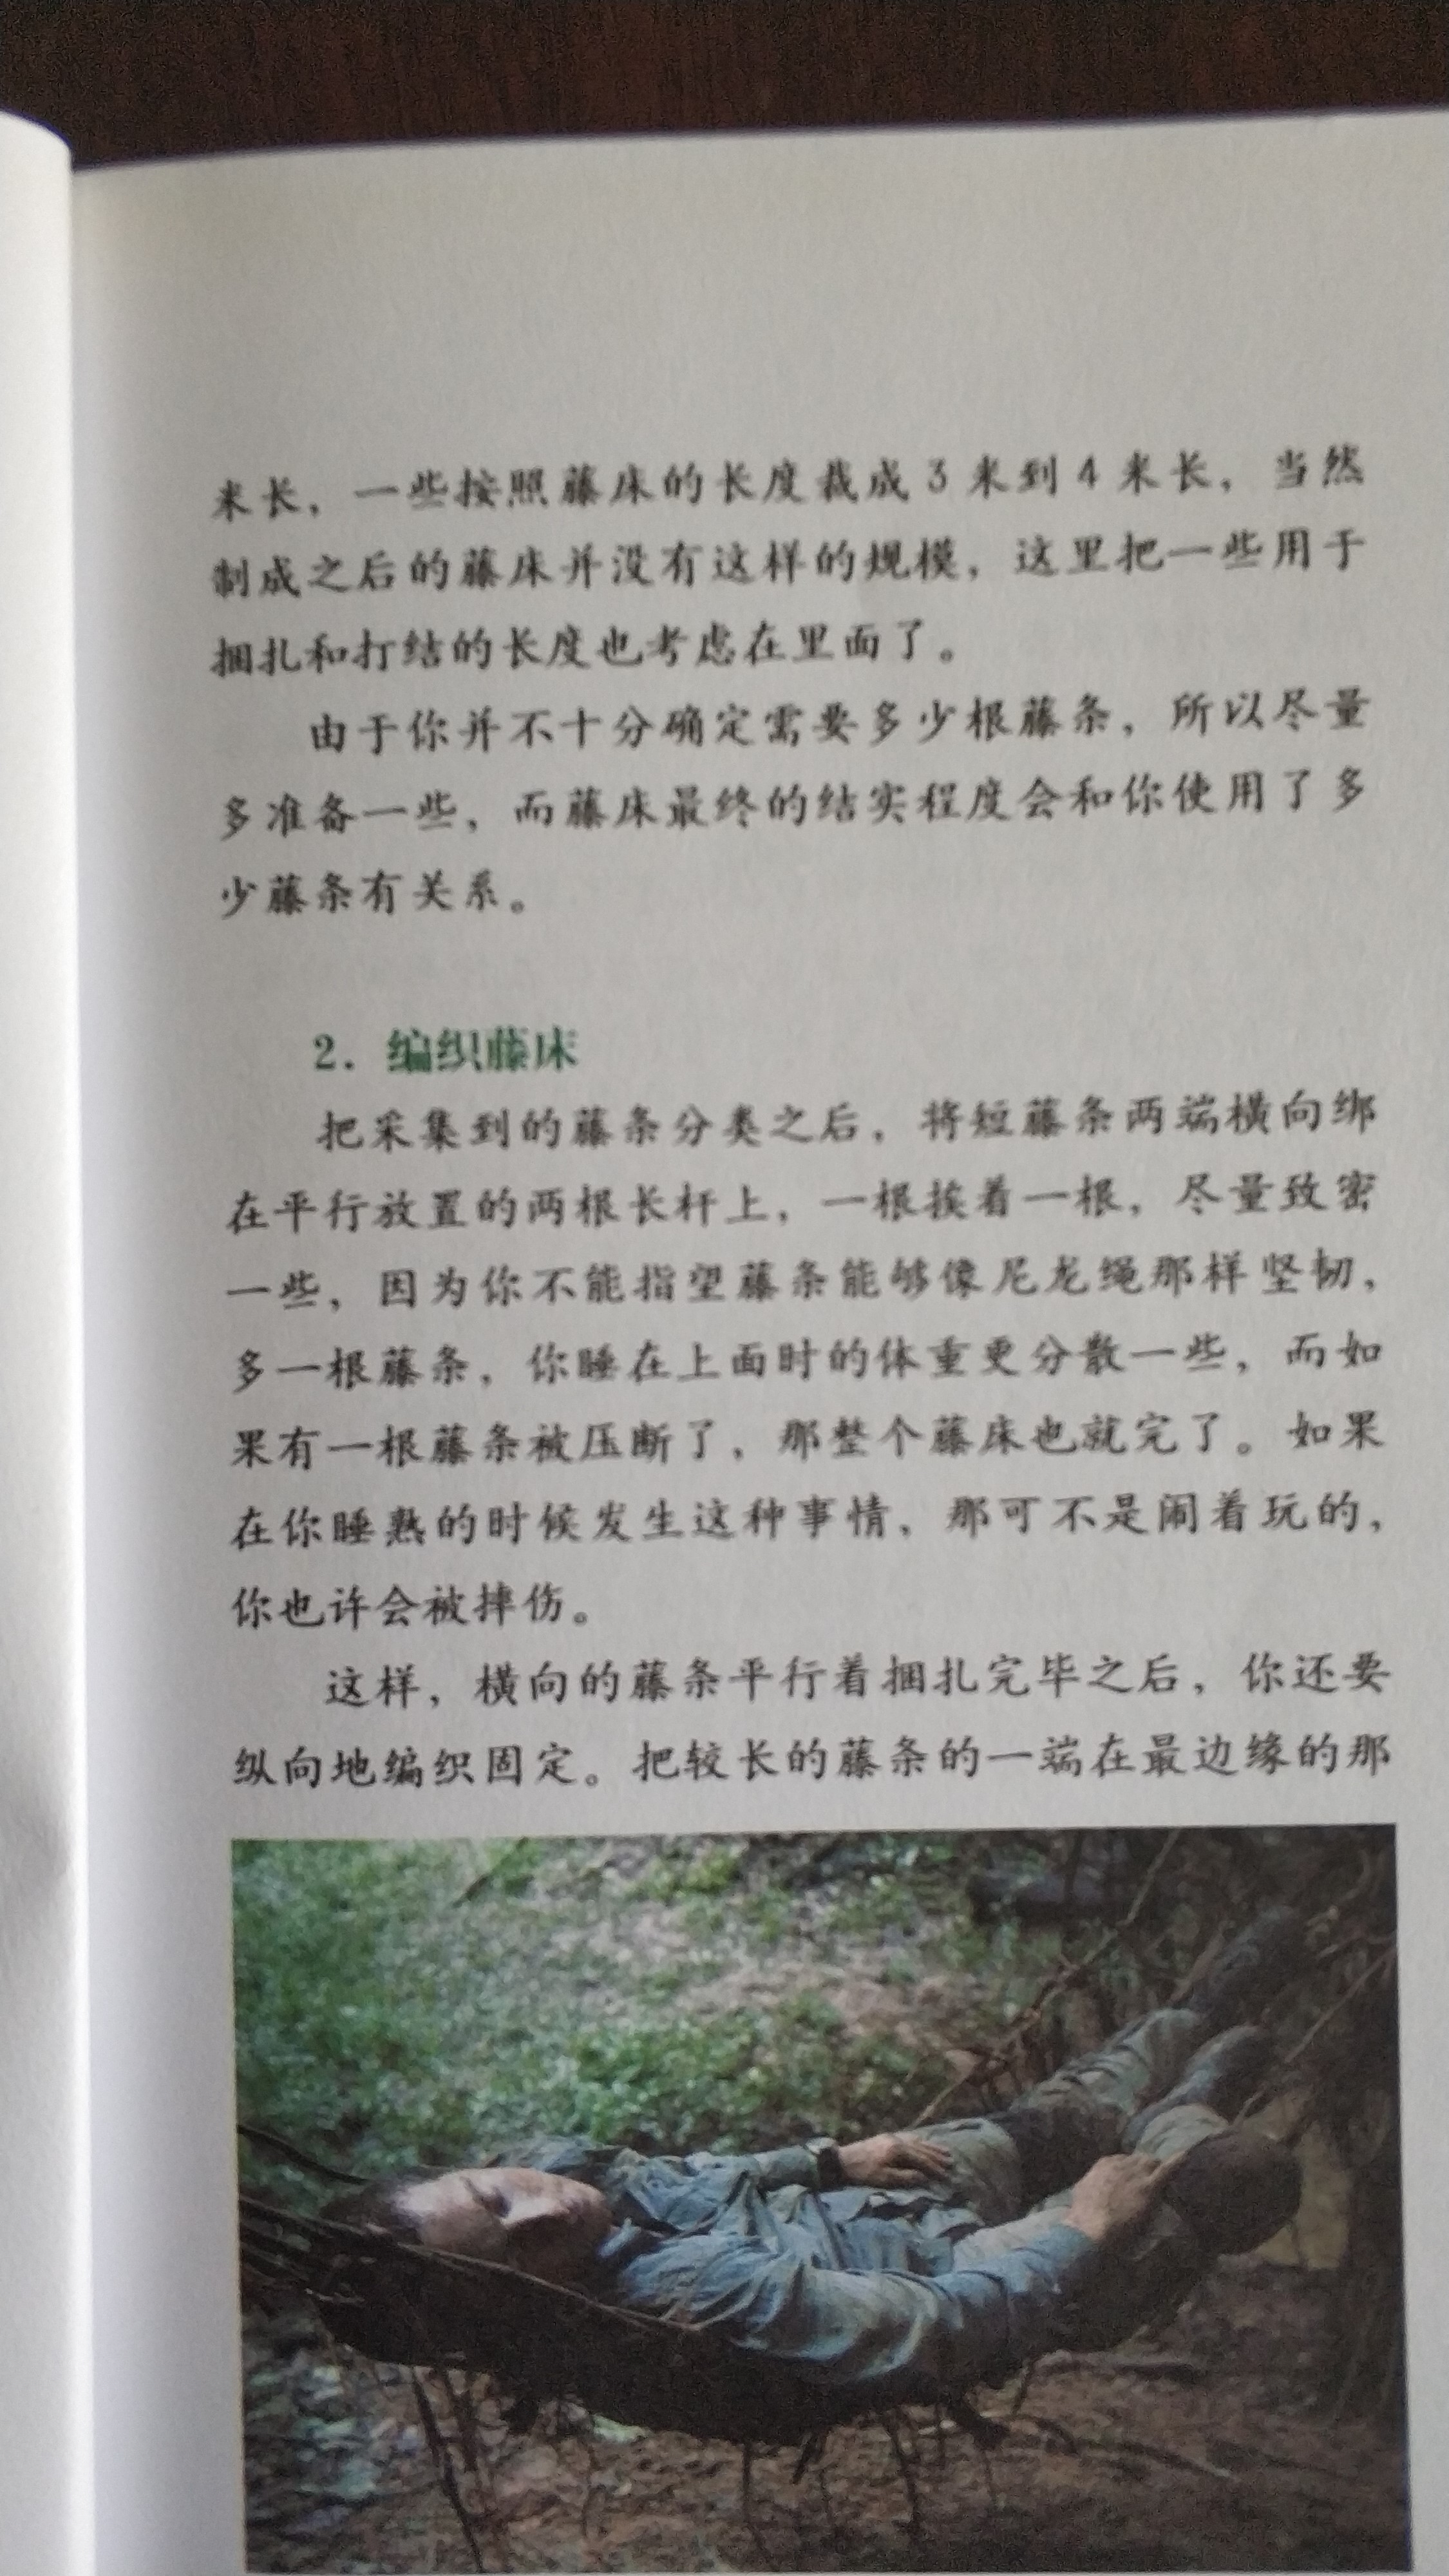 米长，一些按照藤床的长度裁成3米到4米长，当然
制成之后的藤床并没有这样的规模，这里把一些用于
捆扎和打结的长度也考虑在里面了。
由于你并不十分确定需要多少根藤条，所以尽量
多准备一些，而藤床最终的结实程度会和你使用了多
少藤条有关系。
2. 编织藤床
把采集到的藤条分类之后，将短藤条两端横向绑
在平行放置的两根长杆上，一根挨着一根，尽量致密
一些，因为你不能指望藤条能够像尼龙绳那样坚韧，
多一根藤条，你睡在上面时的体重更分散一些，而如
果有一根藤条被压断了，那整个藤床也就完了。如果
在你睡熟的时候发生这种事情，那可不是闹着玩的，
你也许会被摔伤。
这样，横向的藤条平行着捆扎完毕之后，你还要
纵向地编织固定。把较长的藤条的一端在最边缘的那